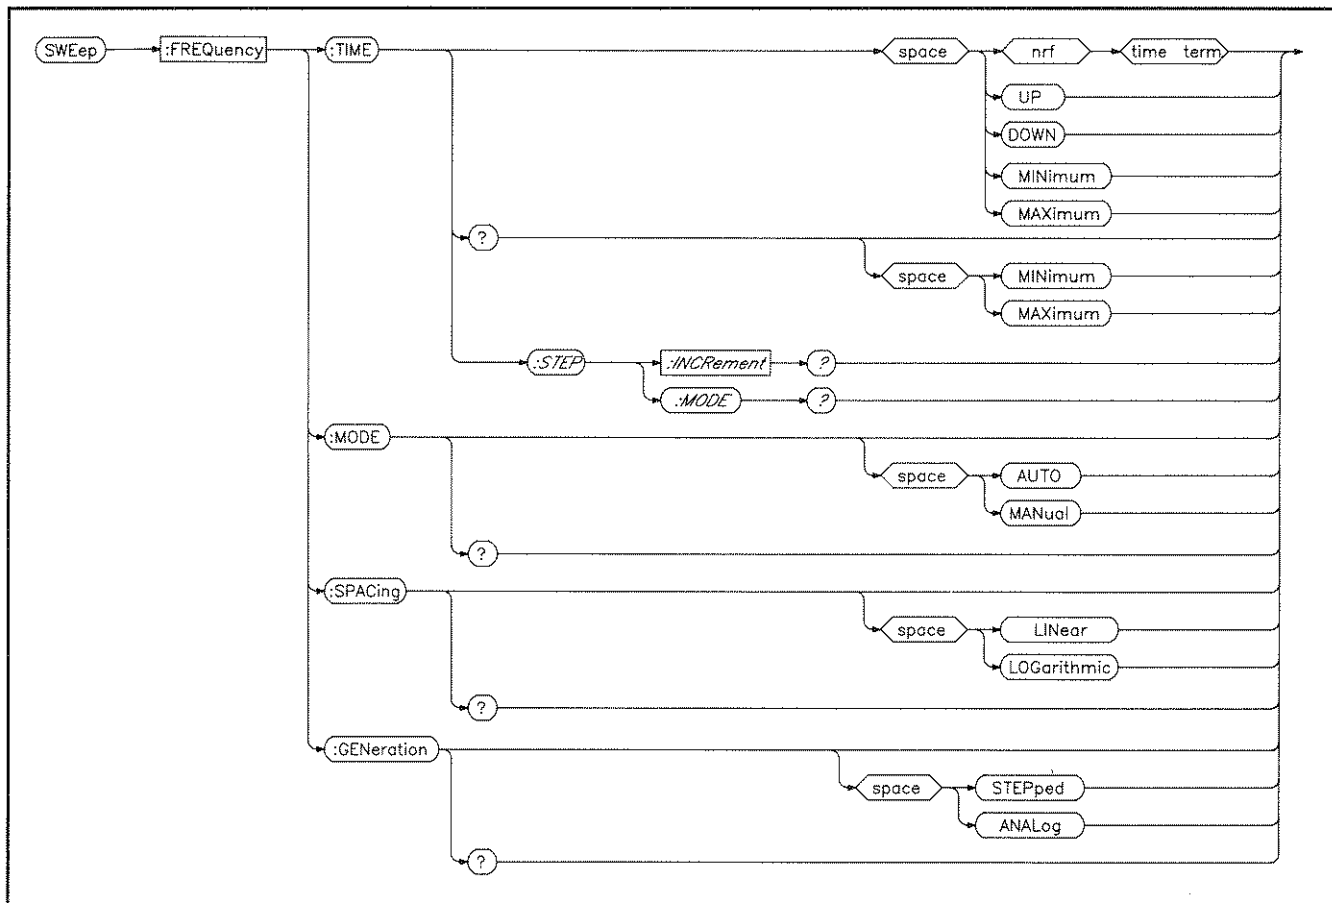 SWEep :FREQuency :TIME space nrf time term
UP
DOWN
MINimum
MAXimum
?
space MINimum
MAXimum
:STEP :INCRement ?
:MODE ?
:MODE
space AUTO
MANual
?
:SPACing
space LINear
LOGarithmic
?
:GENeration
space STEPped
ANALog
?